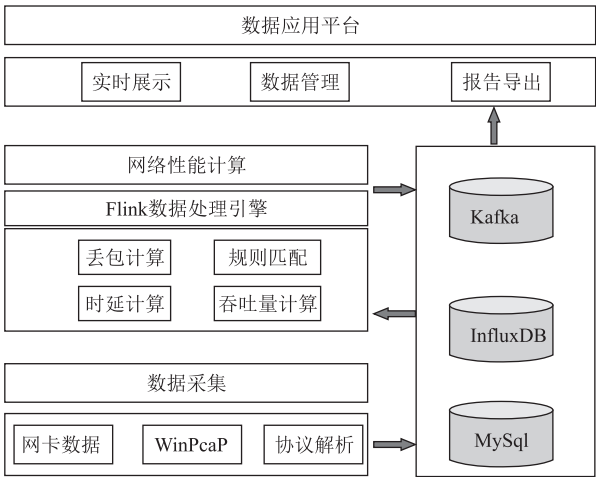 数据应用平台
实时展示
数据管理
报告导出
网络性能计算
Flink数据处理引擎
丢包计算
规则匹配
时延计算
吞吐量计算
数据采集
网卡数据
WinPcaP
协议解析
Kafka
InfluxDB
MySql